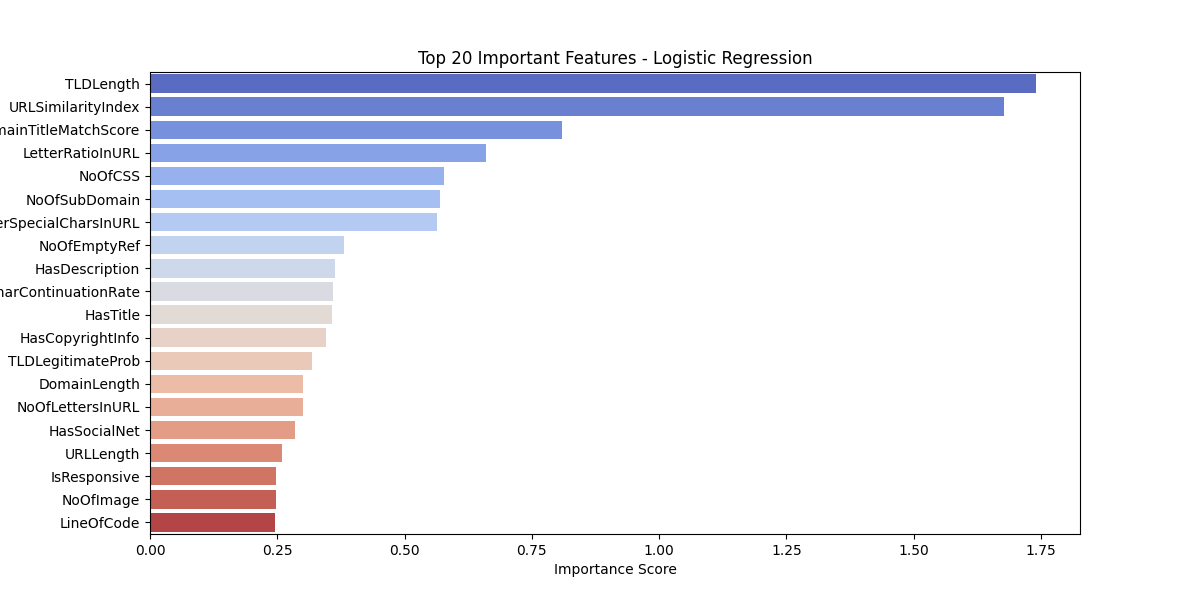 Top 20 Important Features - Logistic Regression
TLDLength
URLSimilarityIndex
mainTitleMatchScore
LetterRatioInURL
NoOfCSS
NoOfSubDomain
erSpecialCharsInURL
NoOfEmptyRef
HasDescription
harContinuationRate
HasTitle
HasCopyrightInfo
TLDLegitimateProb
DomainLength
NoOfLettersInURL
HasSocialNet
URLLength
IsResponsive
NoOfImage
LineOfCode
0.00 0.25 0.50 0.75 1.00 1.25 1.50 1.75
Importance Score